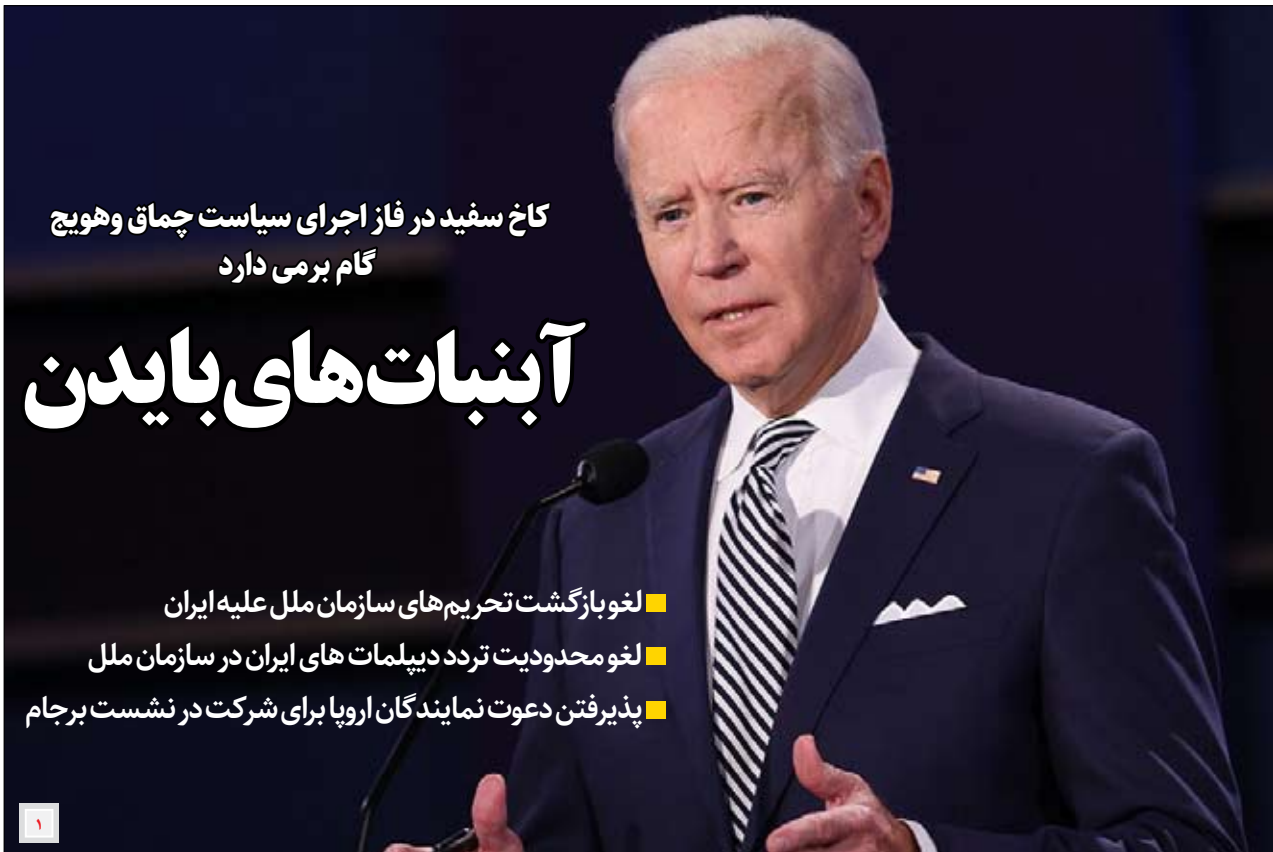 کاخ سفید در فاز اجرای سیاست چماق وهویج
گام برمی دارد
آبنبات‌های بایدن
لغو بازگشت تحریم‌های سازمان ملل علیه ایران
لغو محدودیت تردد دیپلمات های ایران در سازمان ملل
پذیرفتن دعوت نمایندگان اروپا برای شرکت در نشست برجام
۱